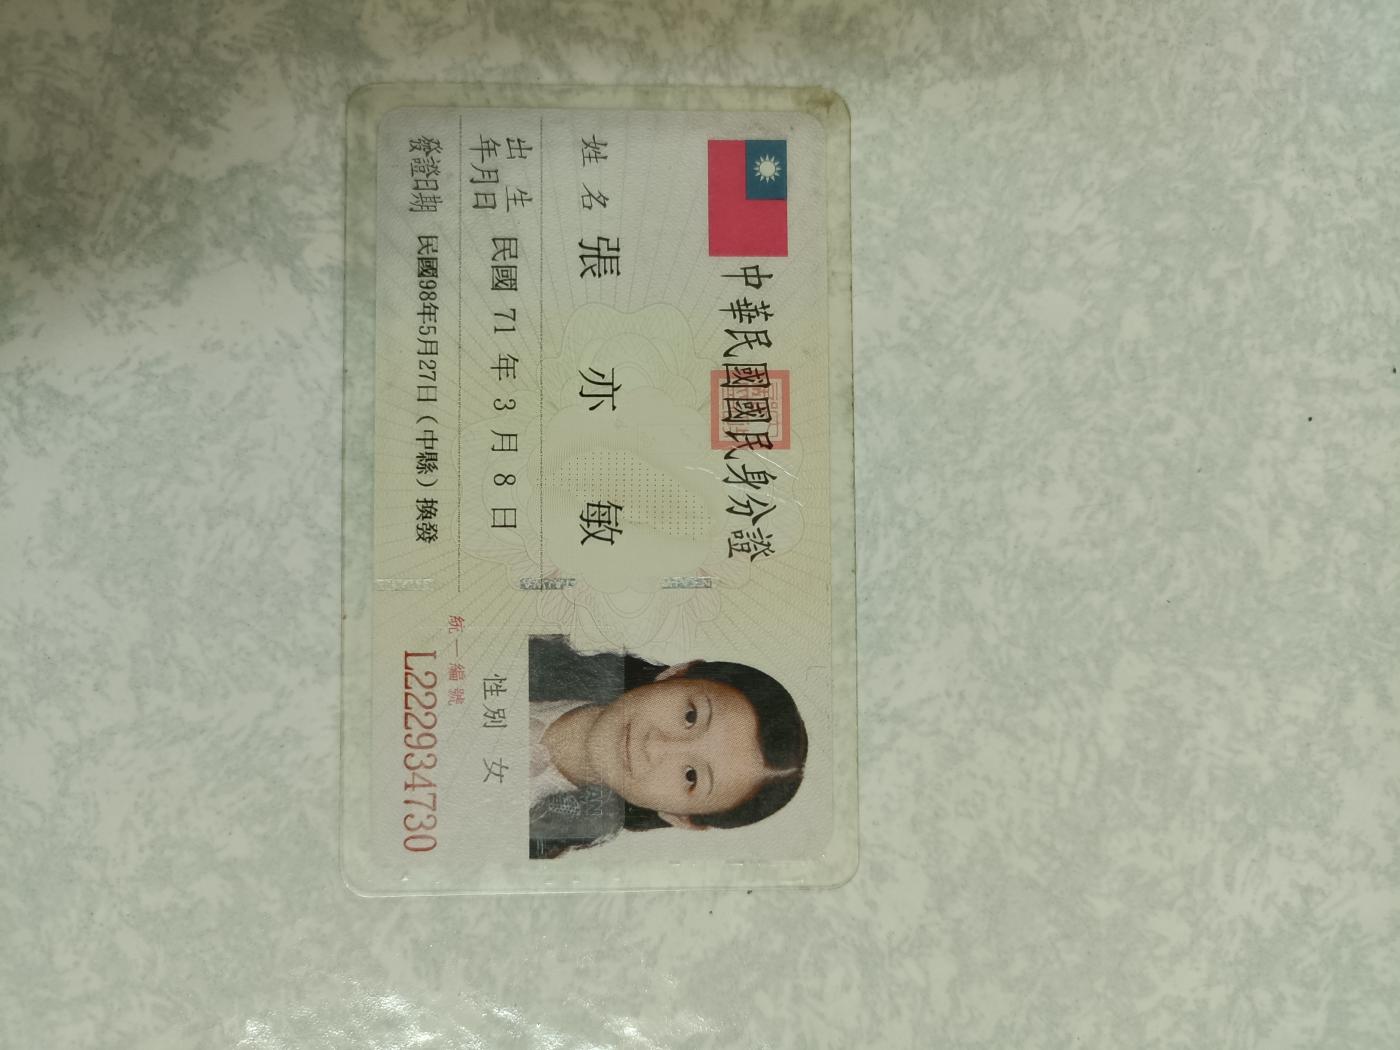 中華民國國民身分證
姓名 張亦敏
出生年月日 民國 71 年 3 月 8 日
發證日期 民國98年5月27日(中縣)換發
性別 女
統一編號
L222934730